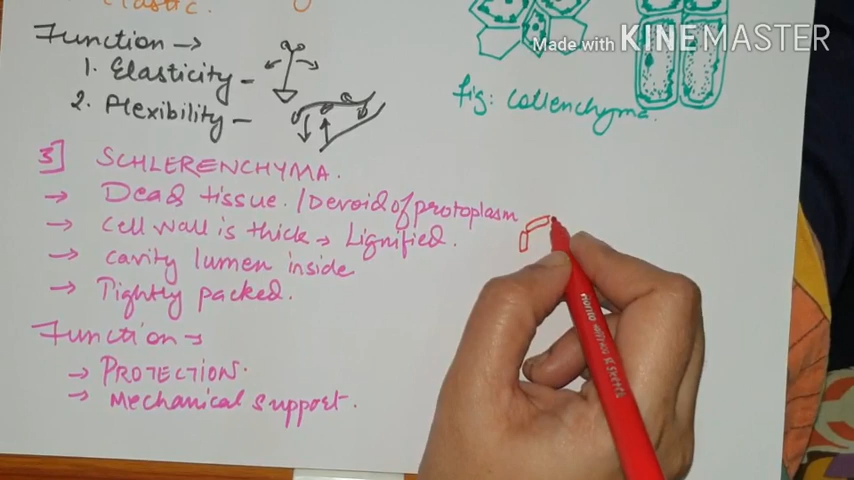 elastic.
Function →
1. Elasticity -
2. Flexibility -
Made with KINEMASTER
fig: collenchyma.
3] SCHLERENCHYMA.
→ Dead tissue. / Devoid of protoplasm
→ Cell wall is thick → Lignified.
→ cavity lumen inside
→ Tightly packed.
Function →
→ PROTECTION.
→ Mechanical support.